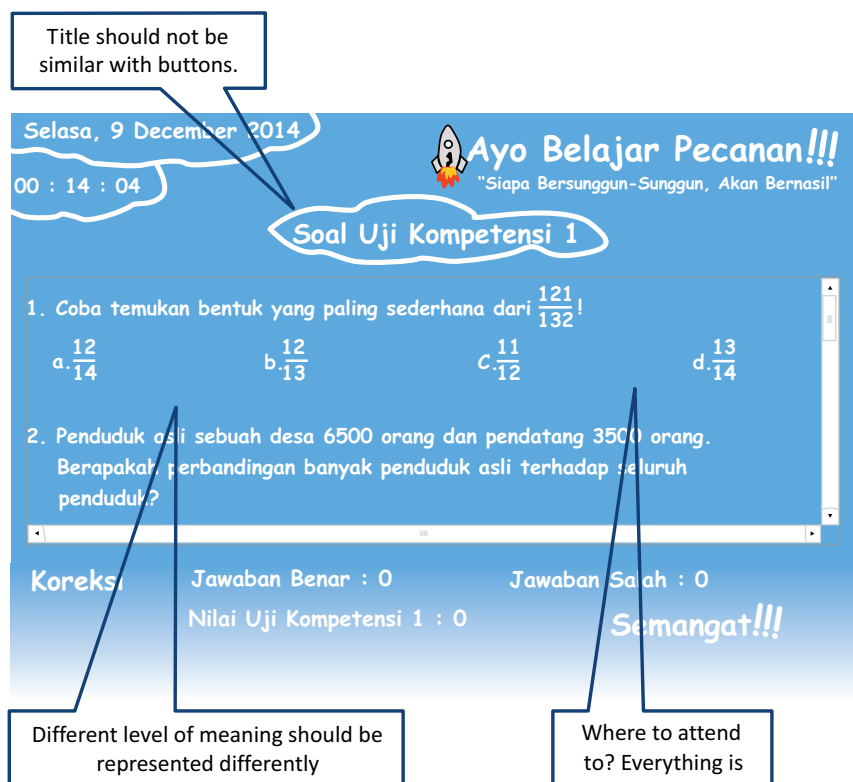 Title should not be
similar with buttons.
Selasa, 9 December 2014
00 : 14 : 04
Ayo Belajar Pecanan!!!
"Siapa Bersunggun-Sunggun, Akan Bernasil"
Soal Uji Kompetensi 1
1. Coba temukan bentuk yang paling sederhana dari 121/132!
a. 12/14 b. 12/13 C. 11/12 d. 13/14
2. Penduduk asli sebuah desa 6500 orang dan pendatang 3500 orang.
Berapakah perbandingan banyak penduduk asli terhadap seluruh
penduduk?
Koreksi Jawaban Benar : 0 Jawaban Salah : 0
Nilai Uji Kompetensi 1 : 0 Semangat!!!
Different level of meaning should be
represented differently
Where to attend
to? Everything is